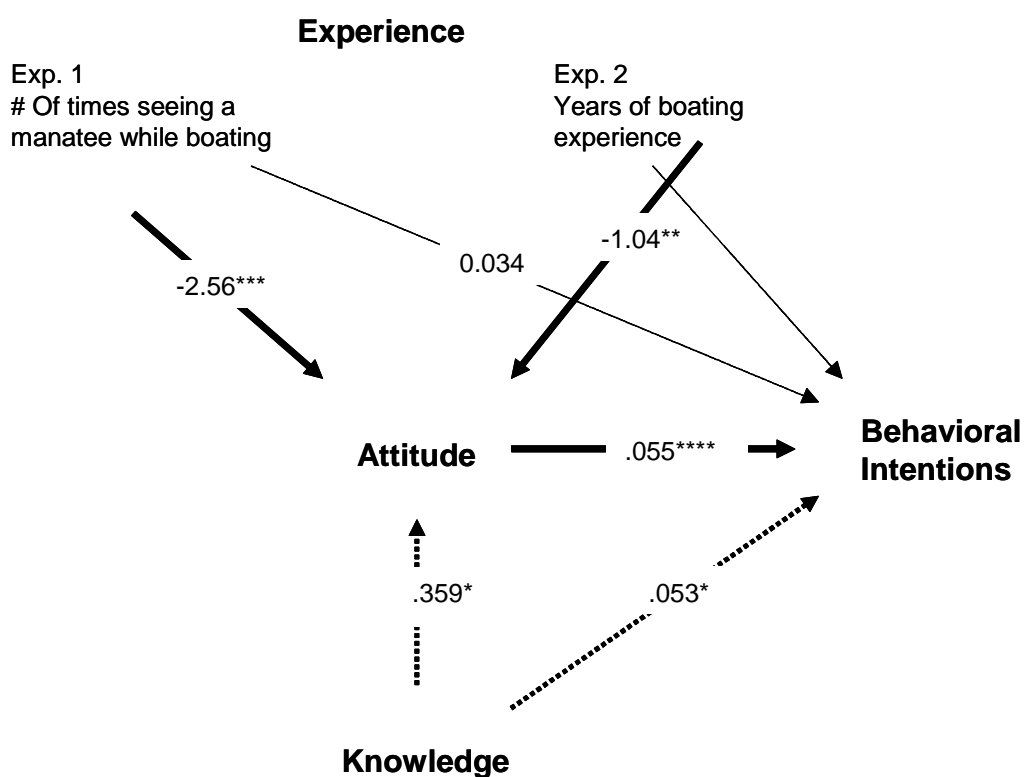 Experience
Exp. 1
# Of times seeing a
manatee while boating
Exp. 2
Years of boating
experience
-1.04**
0.034
-2.56***
Attitude
.055****
Behavioral
Intentions
.359*
.053*
Knowledge